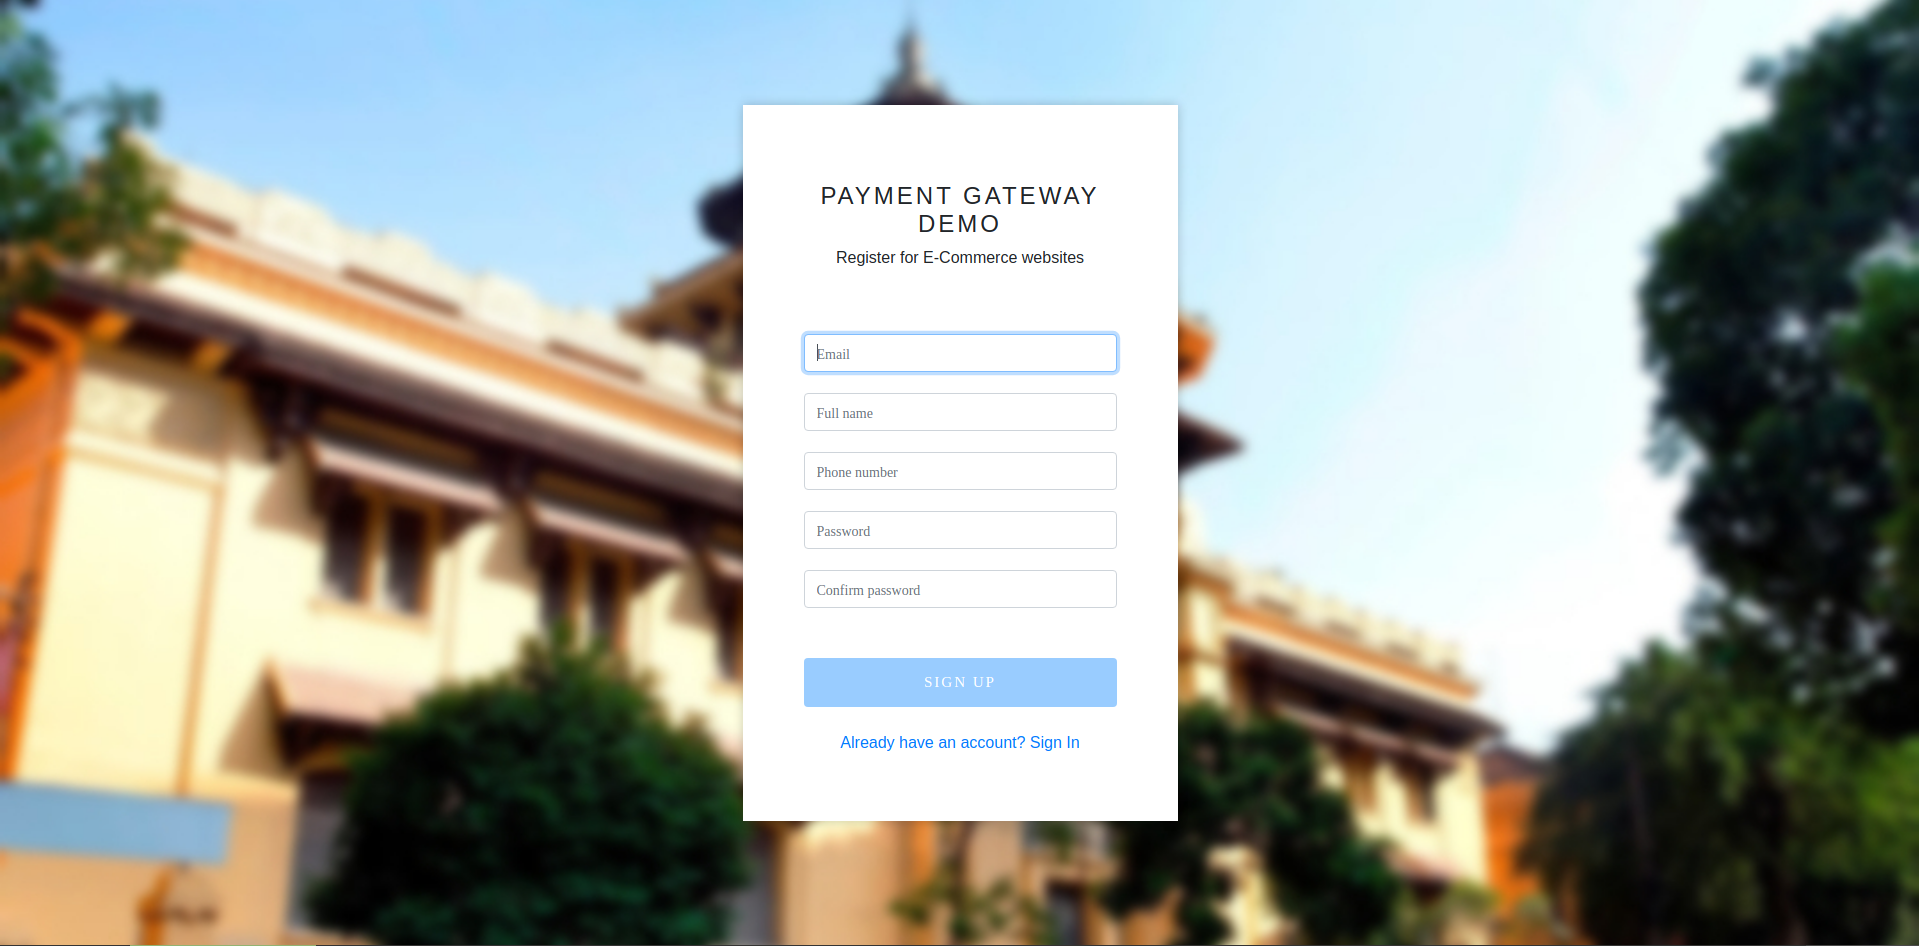 PAYMENT GATEWAY
DEMO
Register for E-Commerce websites
Email
Full name
Phone number
Password
Confirm password
SIGN UP
Already have an account? Sign In